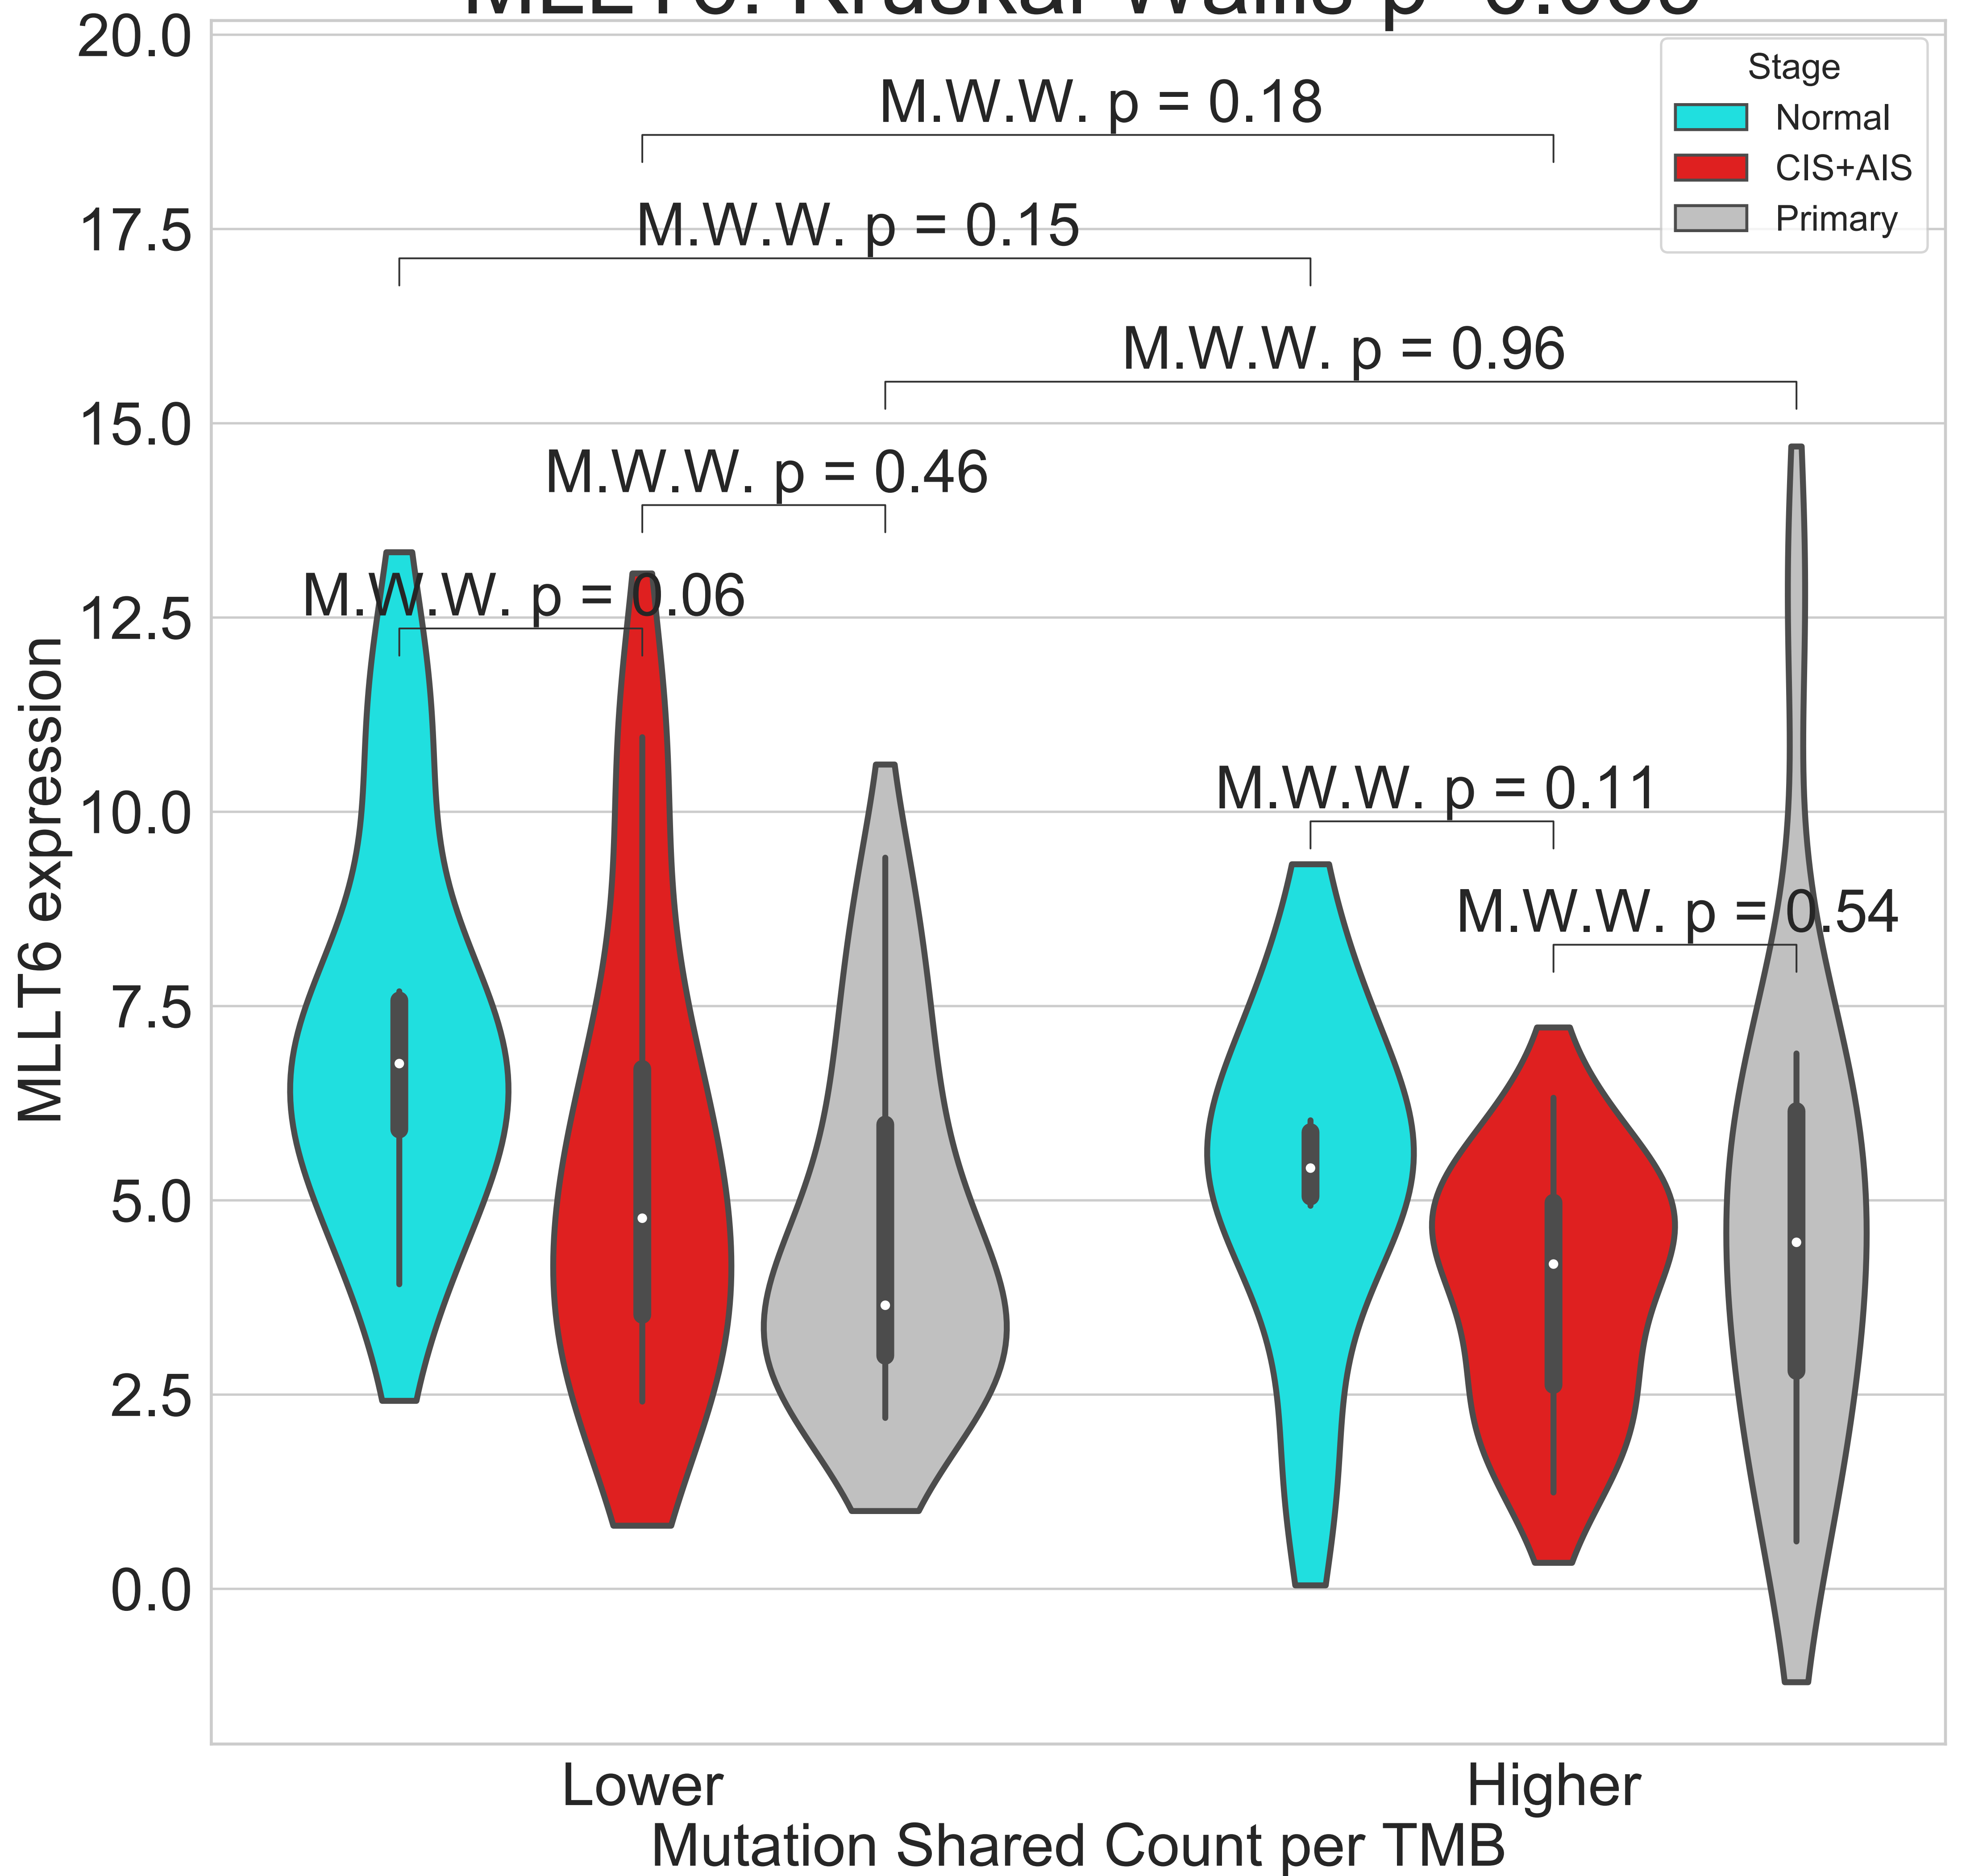 20.0
17.5
15.0
12.5
10.0
7.5
5.0
2.5
0.0
MLLT6 expression
M.W.W. p = 0.18
M.W.W. p = 0.15
M.W.W. p = 0.96
M.W.W. p = 0.46
M.W.W. p = 0.06
M.W.W. p = 0.11
M.W.W. p = 0.54
Stage
Normal
CIS+AIS
Primary
Lower
Higher
Mutation Shared Count per TMB